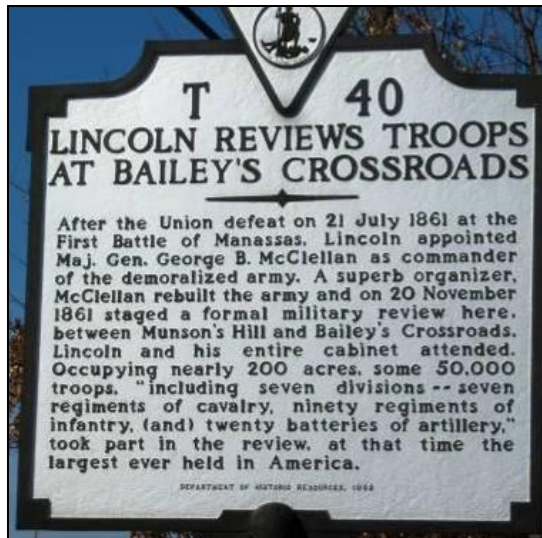 T 40
LINCOLN REVIEWS TROOPS
AT BAILEY'S CROSSROADS
After the Union defeat on 21 July 1861 at the
First Battle of Manassas, Lincoln appointed
Maj. Gen. George B. McClellan as commander
of the demoralized army. A superb organizer,
McClellan rebuilt the army and on 20 November
1861 staged a formal military review here,
between Munson's Hill and Bailey's Crossroads.
Lincoln and his entire cabinet attended.
Occupying nearly 200 acres, some 50,000
troops, "including seven divisions -- seven
regiments of cavalry, ninety regiments of
infantry, (and) twenty batteries of artillery,"
took part in the review, at that time the
largest ever held in America.
DEPARTMENT OF HISTORIC RESOURCES,